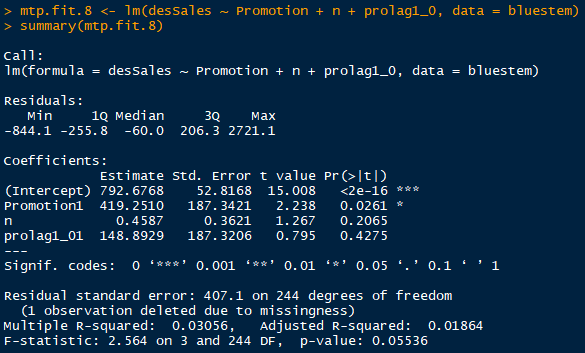 > mtp.fit.8 <- lm(desSales ~ Promotion + n + prolag1_0, data = bluestem)
> summary(mtp.fit.8)
Call:
lm(formula = desSales ~ Promotion + n + prolag1_0, data = bluestem)
Residuals:
   Min     1Q Median     3Q    Max
-844.1 -255.8  -60.0  206.3 2721.1
Coefficients:
            Estimate Std. Error t value Pr(>|t|)
(Intercept) 792.6768    52.8168  15.008   <2e-16 ***
Promotion1  419.2510   187.3421   2.238   0.0261 *
n             0.4587     0.3621   1.267   0.2065
prolag1_01  148.8929   187.3206   0.795   0.4275
---
Signif. codes:  0 ‘***’ 0.001 ‘**’ 0.01 ‘*’ 0.05 ‘.’ 0.1 ‘ ’ 1
Residual standard error: 407.1 on 244 degrees of freedom
  (1 observation deleted due to missingness)
Multiple R-squared:  0.03056,	Adjusted R-squared:  0.01864
F-statistic: 2.564 on 3 and 244 DF,  p-value: 0.05536